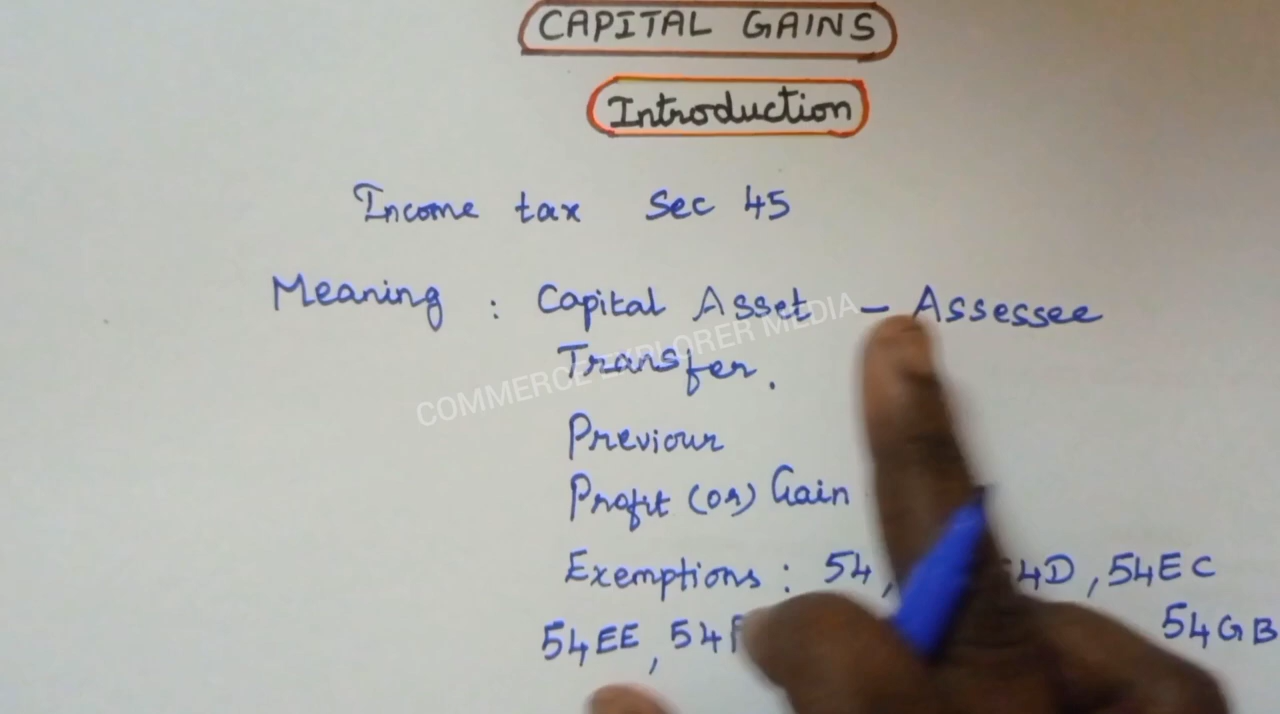 CAPITAL GAINS
Introduction
Income tax Sec 45
Meaning : Capital Asset - Assessee
COMMERCE EXPLORER MEDIA
Transfer.
Previour
Profit (or) Gain
Exemptions : 54, 4D, 54EC
54EE, 54F 54GB